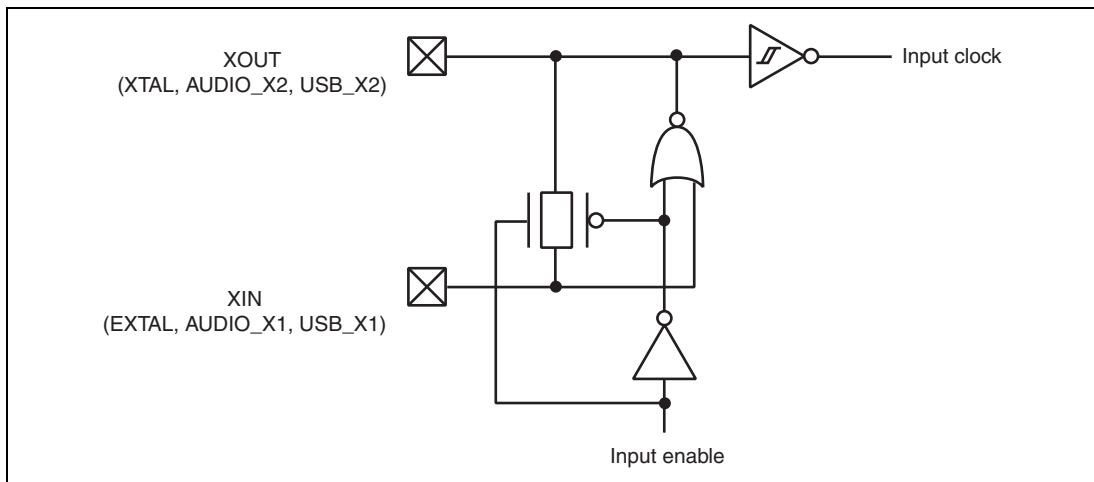 XOUT
(XTAL, AUDIO_X2, USB_X2)
Input clock
XIN
(EXTAL, AUDIO_X1, USB_X1)
Input enable